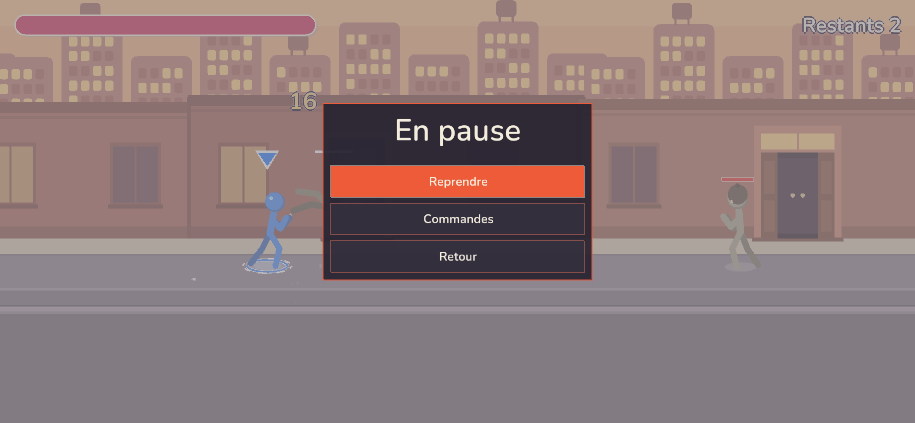 Restants 2
16
En pause
Reprendre
Commandes
Retour